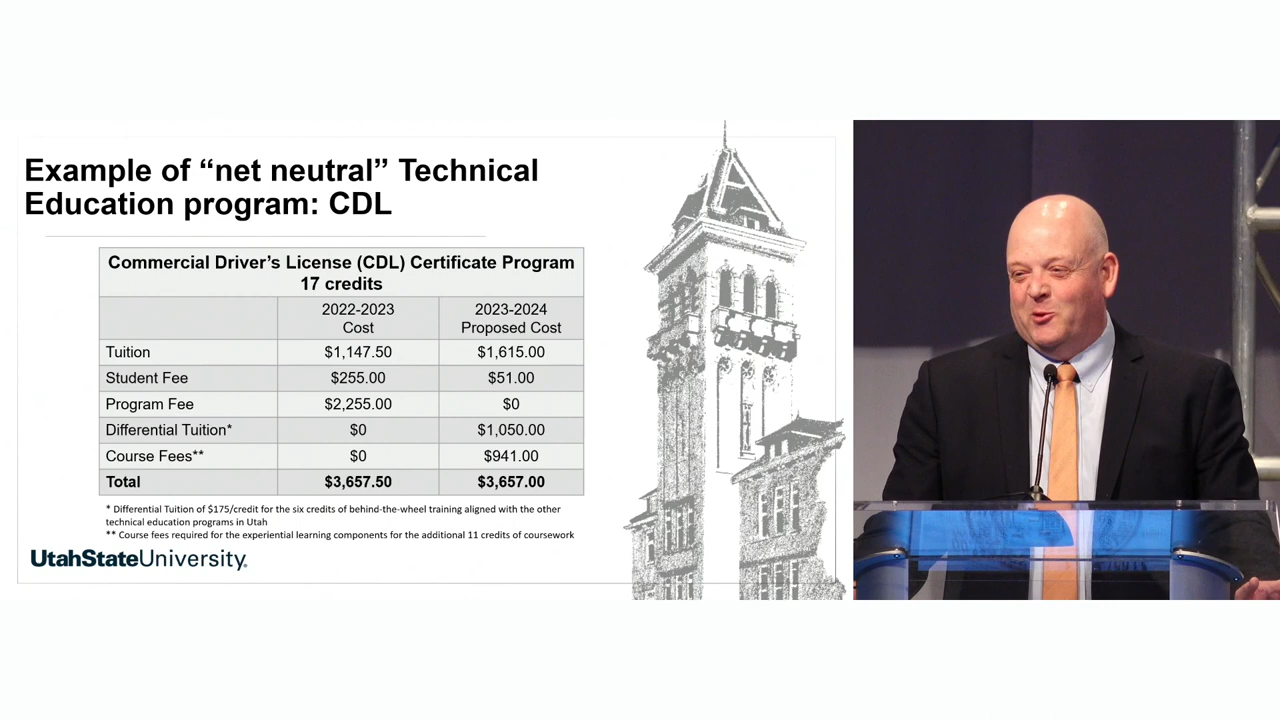 Example of “net neutral” Technical
Education program: CDL
Commercial Driver’s License (CDL) Certificate Program
17 credits
2022-2023
Cost
2023-2024
Proposed Cost
Tuition $1,147.50 $1,615.00
Student Fee $255.00 $51.00
Program Fee $2,255.00 $0
Differential Tuition* $0 $1,050.00
Course Fees** $0 $941.00
Total $3,657.50 $3,657.00
* Differential Tuition of $175/credit for the six credits of behind-the-wheel training aligned with the other
technical education programs in Utah
** Course fees required for the experiential learning components for the additional 11 credits of coursework
UtahStateUniversity